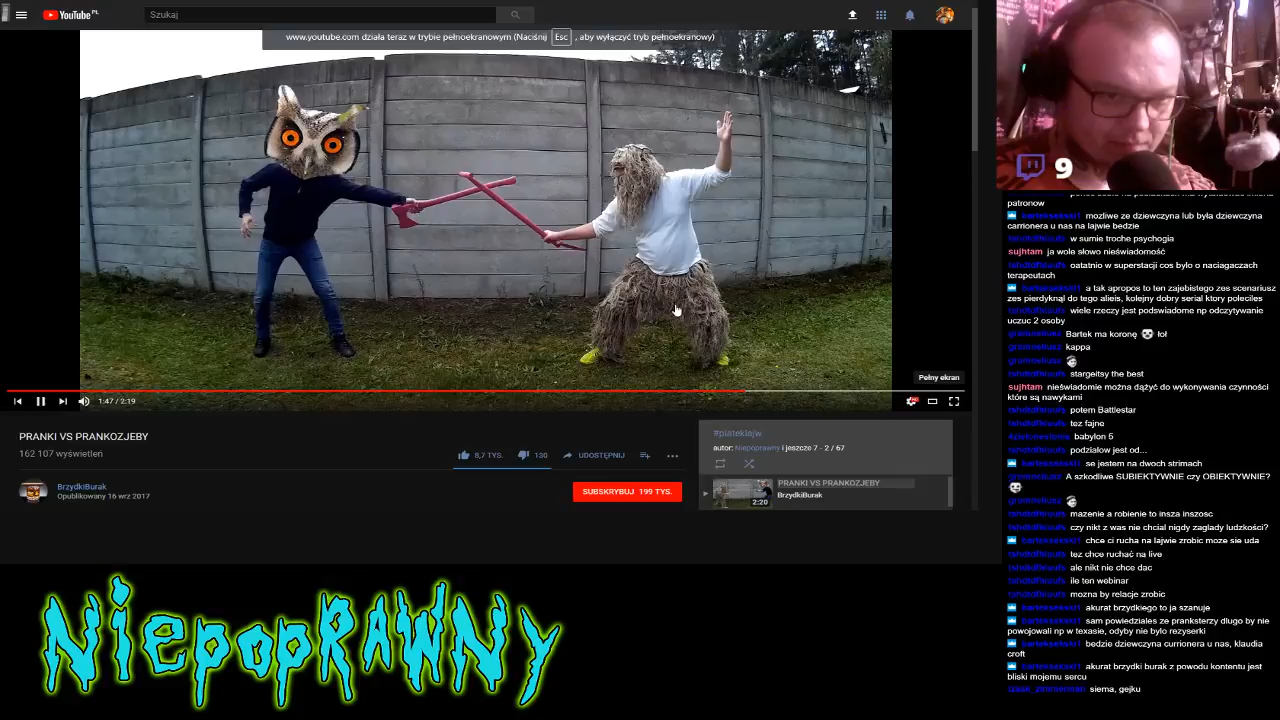 YouTube PL
Szukaj
www.youtube.com działa teraz w trybie pełnoekranowym (Naciśnij Esc , aby wyłączyć tryb pełnoekranowy)
Pełny ekran
1:47 / 2:19
PRANKI VS PRANKOZJEBY
162 107 wyświetleń
8,7 TYS.
130
UDOSTĘPNIJ
BrzydkiBurak
Opublikowany 16 wrz 2017
SUBSKRYBUJ 199 TYS.
#piateklajw
autor: Niepoprawny i jeszcze 7 - 2 / 67
PRANKI VS PRANKOZJEBY
BrzydkiBurak
2:20
NiepopRAWNy
9
patronow
mozliwe ze dziewczyna lub była dziewczyna
carrionera u nas na lajwie bedzie
w sumie troche psychogia
sujhtam ja wole słowo nieświadomość
oatatnio w superstacji cos bylo o naciagaczach
terapeutach
a tak apropos to ten zajebistego zes scenariusz
zes pierdyknął do tego alieis, kolejny dobry serial ktory poleciles
wiele rzeczy jest podswiadome np odczytywanie
uczuc 2 osoby
Bartek ma koronę łoł
kappa
stargeitsy the best
sujhtam nieświadomie można dążyć do wykonywania czynności
które są nawykami
potem Battlestar
tez fajne
babylon 5
podziałow jest od...
se jestem na dwoch strimach
A szkodliwe SUBIEKTYWNIE czy OBIEKTYWNIE?
mazenie a robienie to insza inszosc
czy nikt z was nie chcial nigdy zaglady ludzkości?
chce ci rucha na lajwie zrobic moze sie uda
też chce ruchać na live
ale nikt nie chce dac
ile ten webinar
mozna by relacje zrobic
akurat brzydkiego to ja szanuje
sam powiedziales ze pranksterzy dlugo by nie
powojowali np w texasie, odyby nie bylo rezyserki
bedzie dziewczyna currionera u nas, klaudia
croft
akurat brzydki burak z powodu kontentu jest
bliski mojemu sercu
siema, gejku